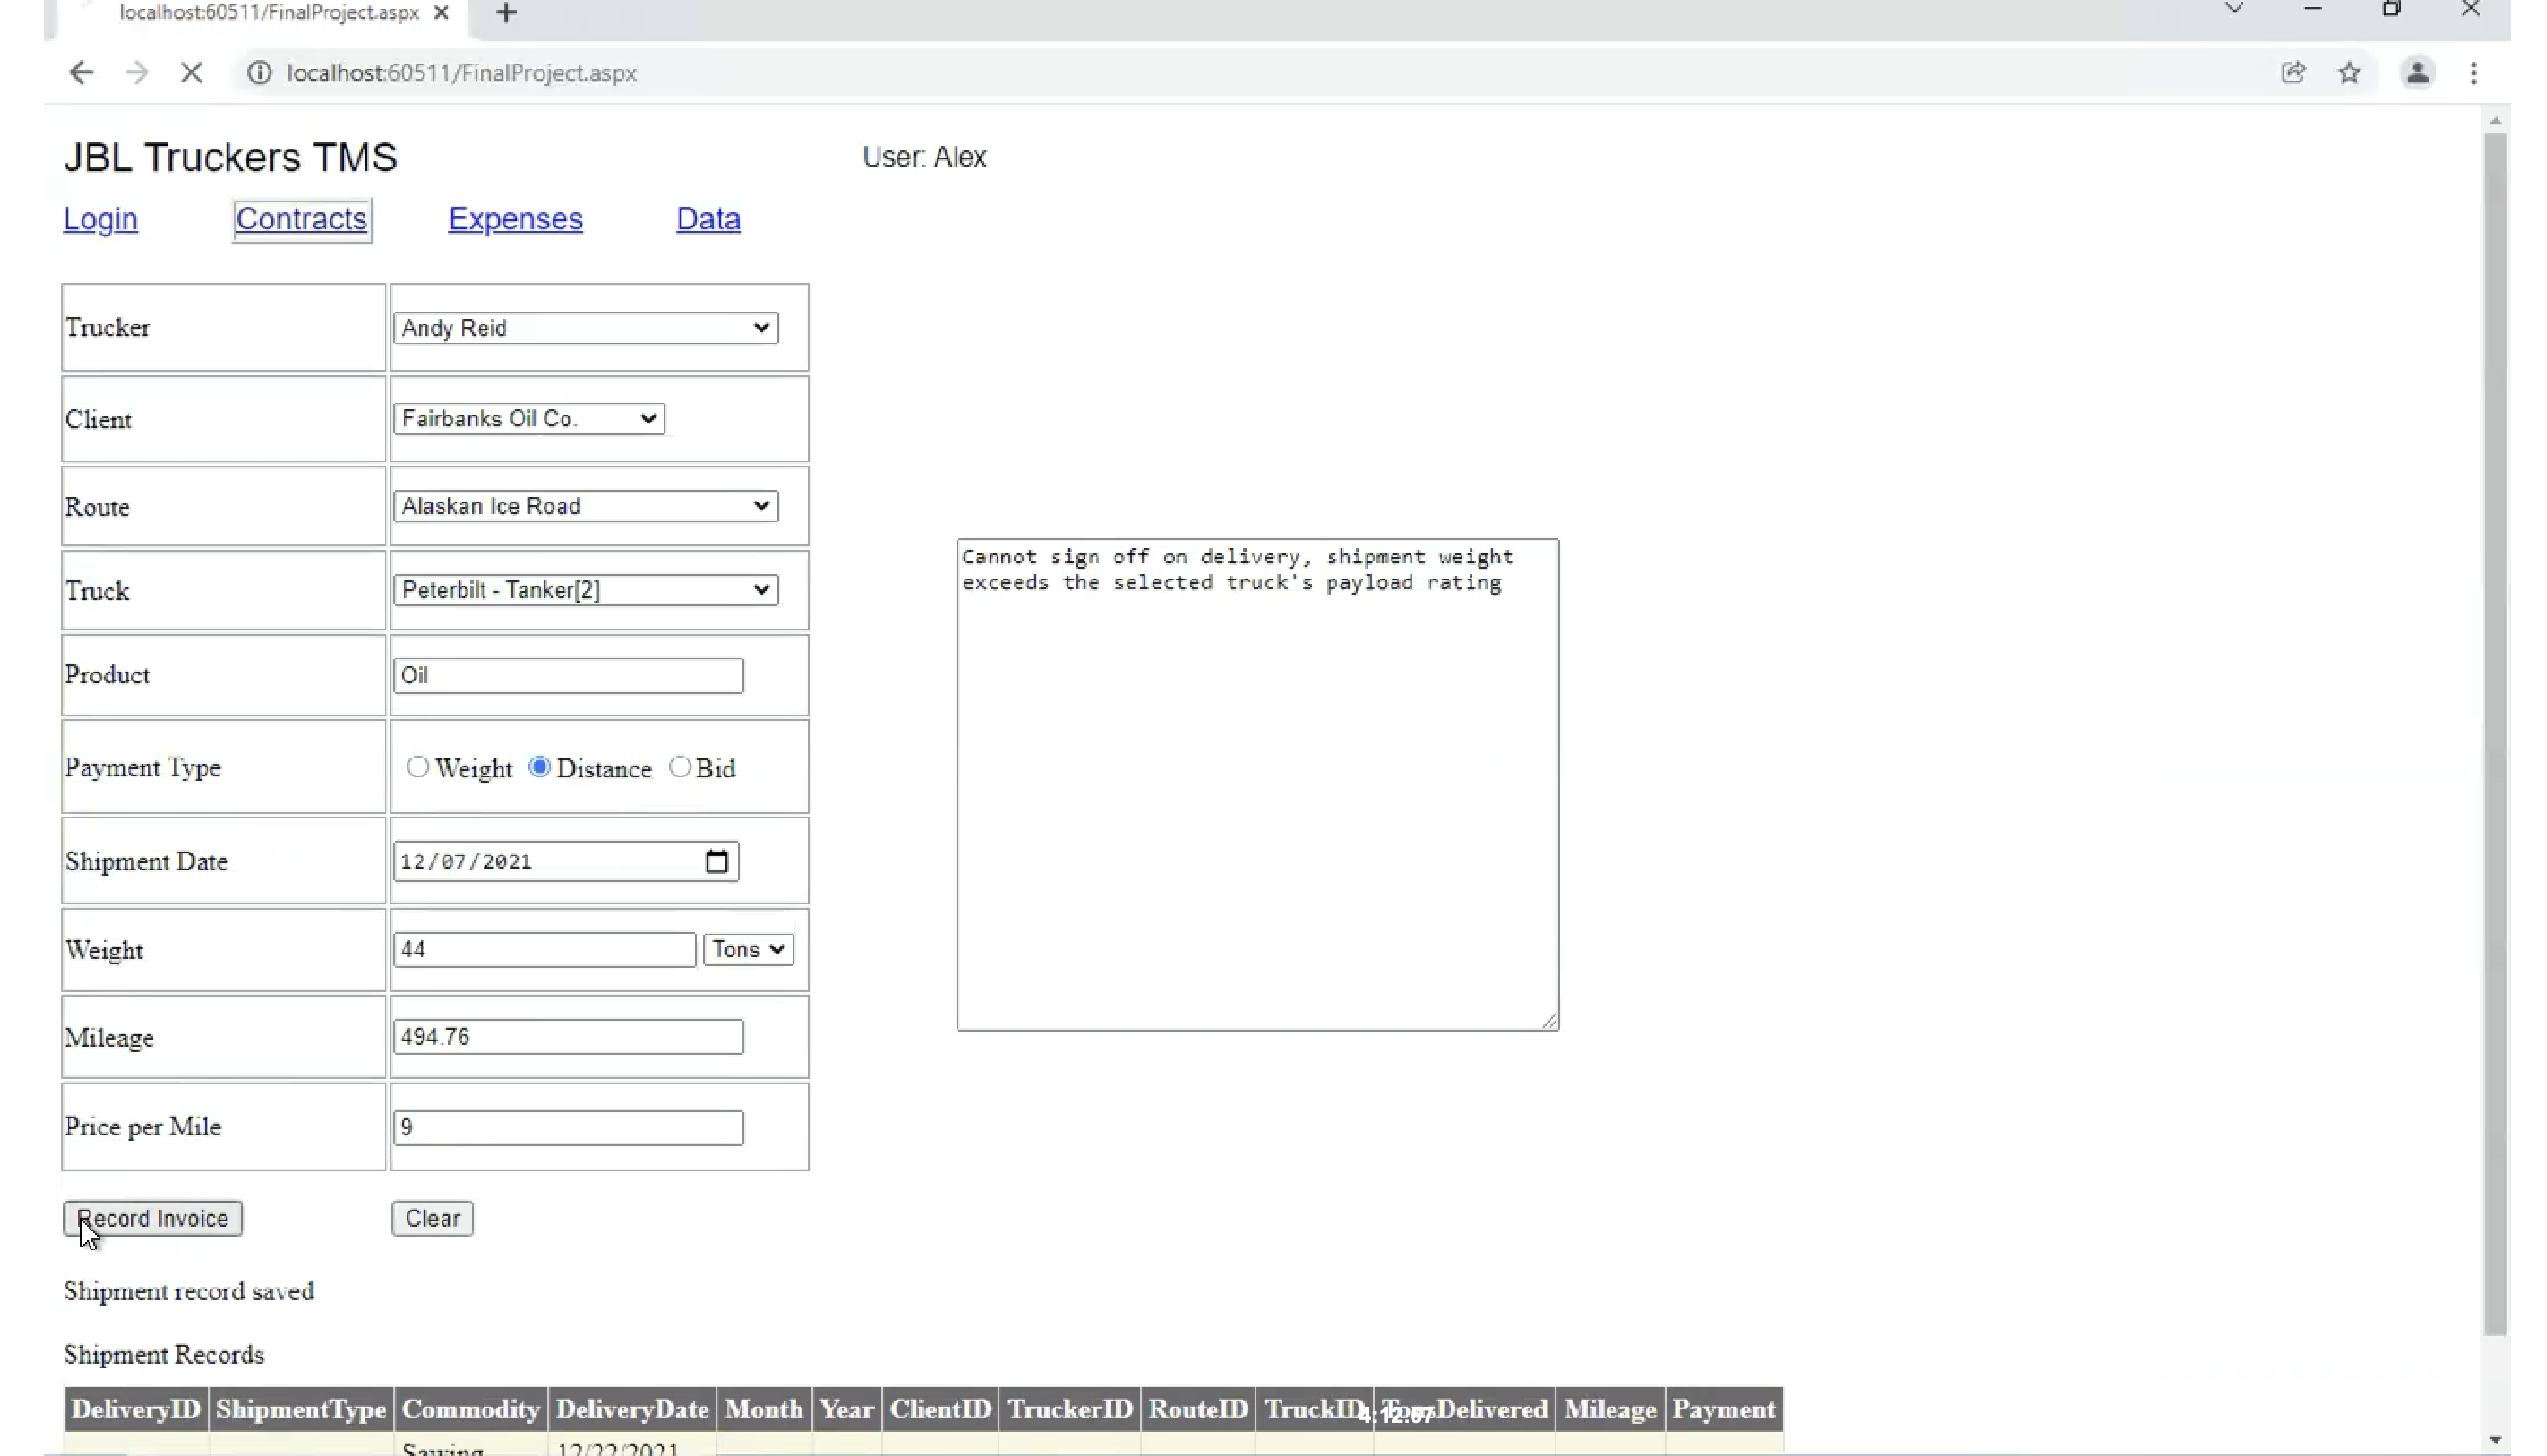 localhost:60511/FinalProject.aspx
localhost:60511/FinalProject.aspx
JBL Truckers TMS
User: Alex
Login Contracts Expenses Data
Trucker Andy Reid
Client Fairbanks Oil Co.
Route Alaskan Ice Road
Cannot sign off on delivery, shipment weight
exceeds the selected truck's payload rating
Truck Peterbilt - Tanker[2]
Product Oil
Payment Type Weight Distance Bid
Shipment Date 12/07/2021
Weight 44 Tons
Mileage 494.76
Price per Mile 9
Record Invoice Clear
Shipment record saved
Shipment Records
DeliveryID ShipmentType Commodity DeliveryDate Month Year ClientID TruckerID RouteID TruckID TonsDelivered Mileage Payment
12/22/2021